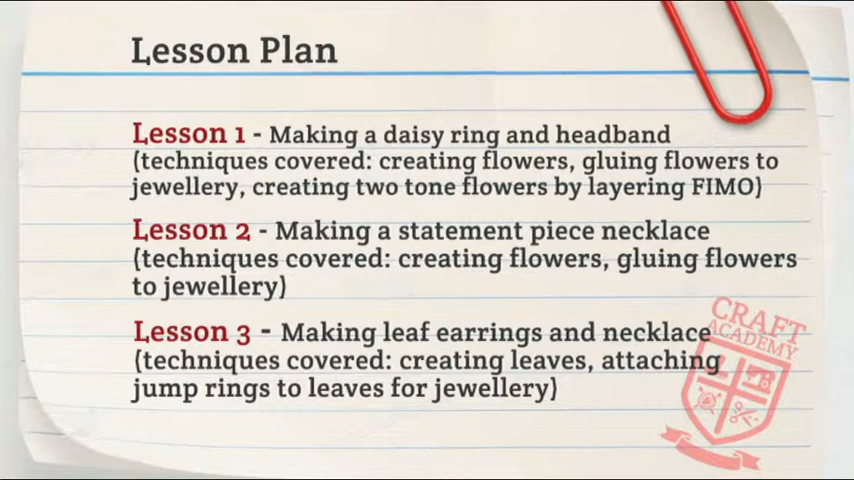 Lesson Plan
Lesson 1 - Making a daisy ring and headband
(techniques covered: creating flowers, gluing flowers to
jewellery, creating two tone flowers by layering FIMO)
Lesson 2 - Making a statement piece necklace
(techniques covered: creating flowers, gluing flowers
to jewellery)
Lesson 3 - Making leaf earrings and necklace
(techniques covered: creating leaves, attaching
jump rings to leaves for jewellery)
CRAFT
ACADEMY